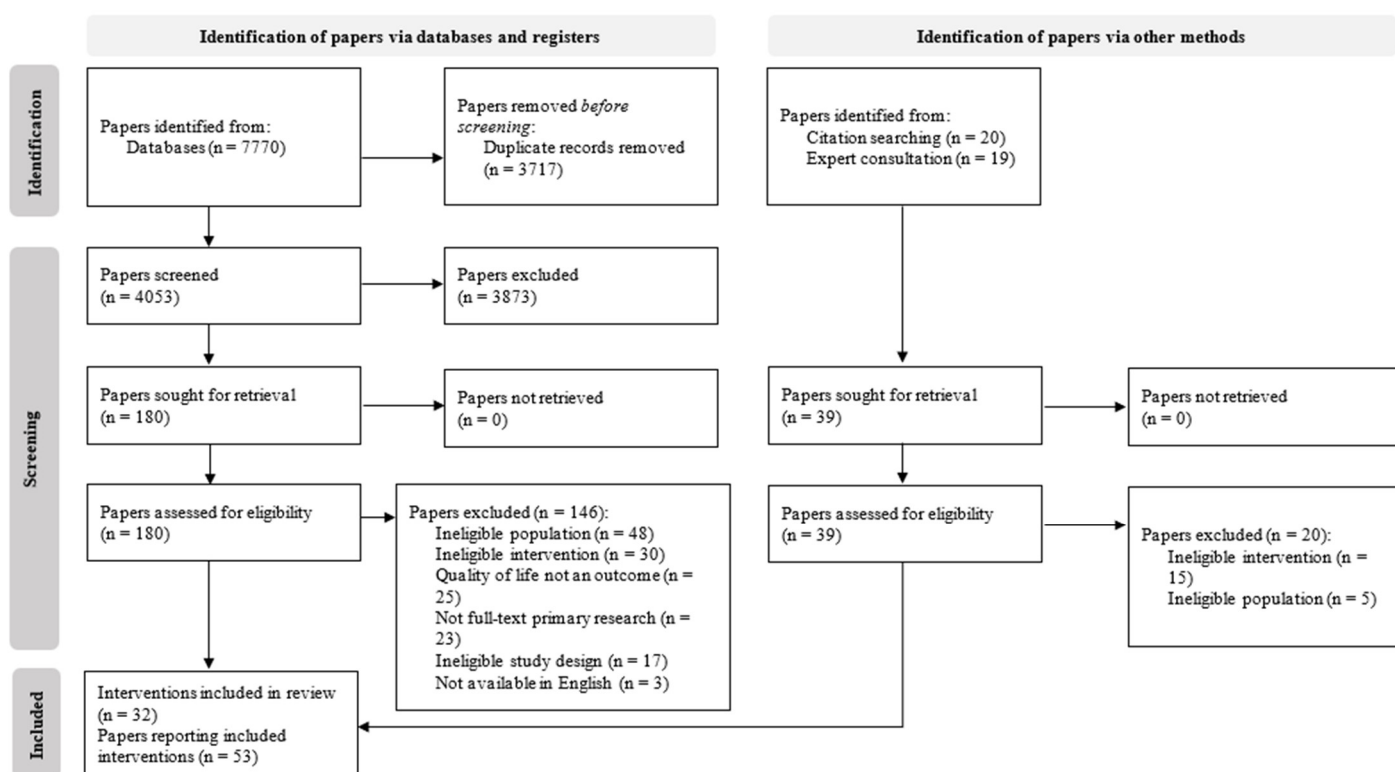 Identification of papers via databases and registers
Identification of papers via other methods
Identification
Papers identified from:
Databases (n = 7770)
Papers removed before
screening:
Duplicate records removed
(n = 3717)
Papers identified from:
Citation searching (n = 20)
Expert consultation (n = 19)
Screening
Papers screened
(n = 4053)
Papers excluded
(n = 3873)
Papers sought for retrieval
(n = 180)
Papers not retrieved
(n = 0)
Papers sought for retrieval
(n = 39)
Papers not retrieved
(n = 0)
Papers assessed for eligibility
(n = 180)
Papers excluded (n = 146):
Ineligible population (n = 48)
Ineligible intervention (n = 30)
Quality of life not an outcome (n =
25)
Not full-text primary research (n =
23)
Ineligible study design (n = 17)
Not available in English (n = 3)
Papers assessed for eligibility
(n = 39)
Papers excluded (n = 20):
Ineligible intervention (n =
15)
Ineligible population (n = 5)
Included
Interventions included in review
(n = 32)
Papers reporting included
interventions (n = 53)